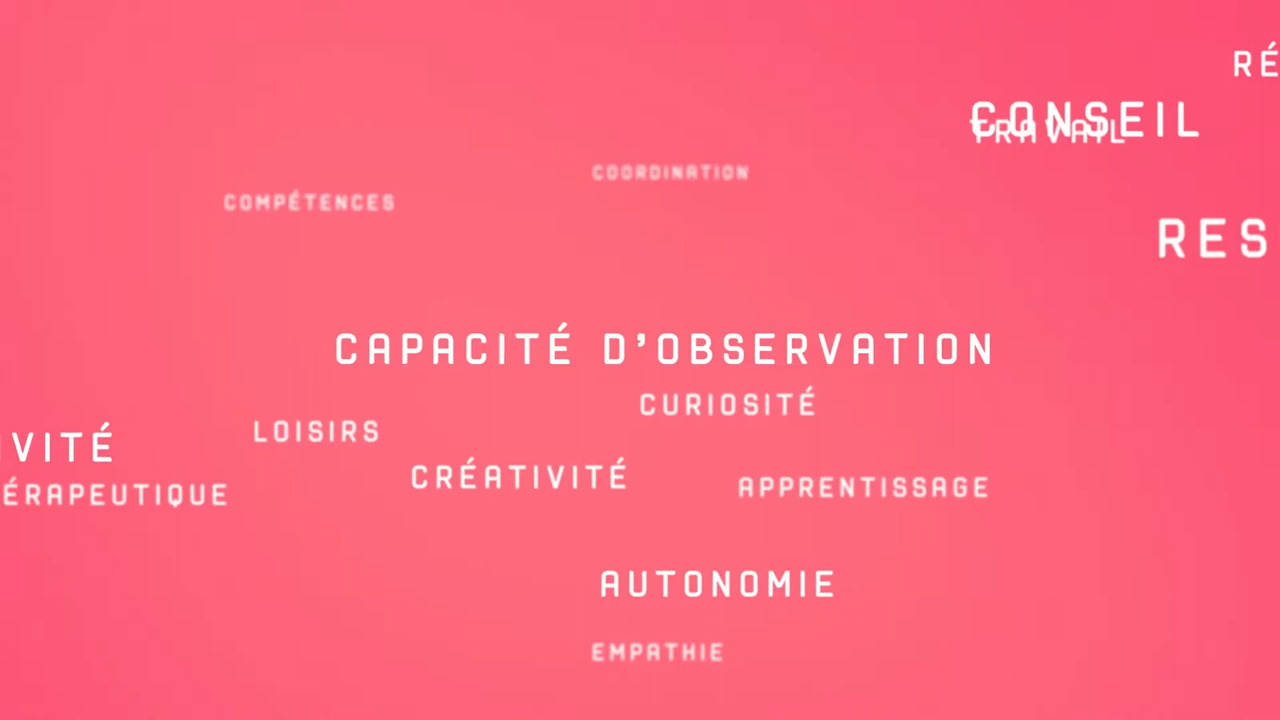 RÉ
CONSEIL
TRAVAIL
COORDINATION
COMPÉTENCES
RES
CAPACITÉ D’OBSERVATION
CURIOSITÉ
LOISIRS
VITÉ
CRÉATIVITÉ
APPRENTISSAGE
ÉRAPEUTIQUE
AUTONOMIE
EMPATHIE